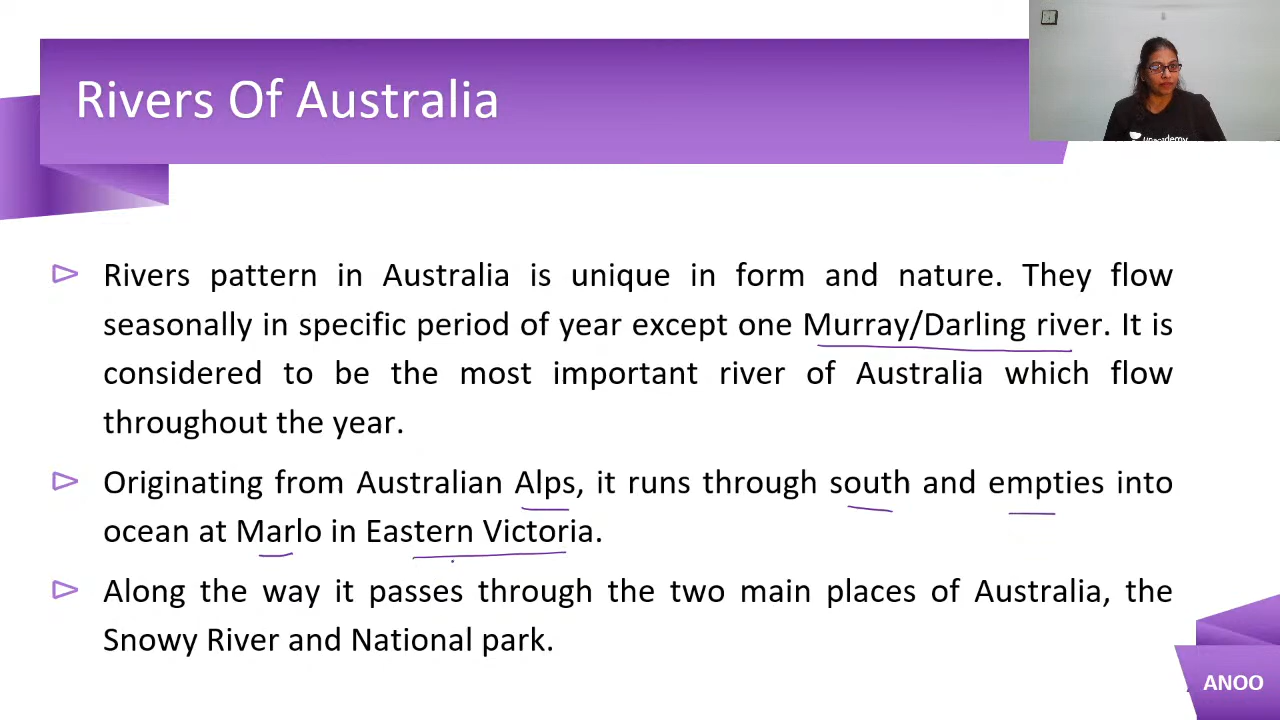 Rivers Of Australia
Rivers pattern in Australia is unique in form and nature. They flow
seasonally in specific period of year except one Murray/Darling river. It is
considered to be the most important river of Australia which flow
throughout the year.
Originating from Australian Alps, it runs through south and empties into
ocean at Marlo in Eastern Victoria.
Along the way it passes through the two main places of Australia, the
Snowy River and National park.
ANOO